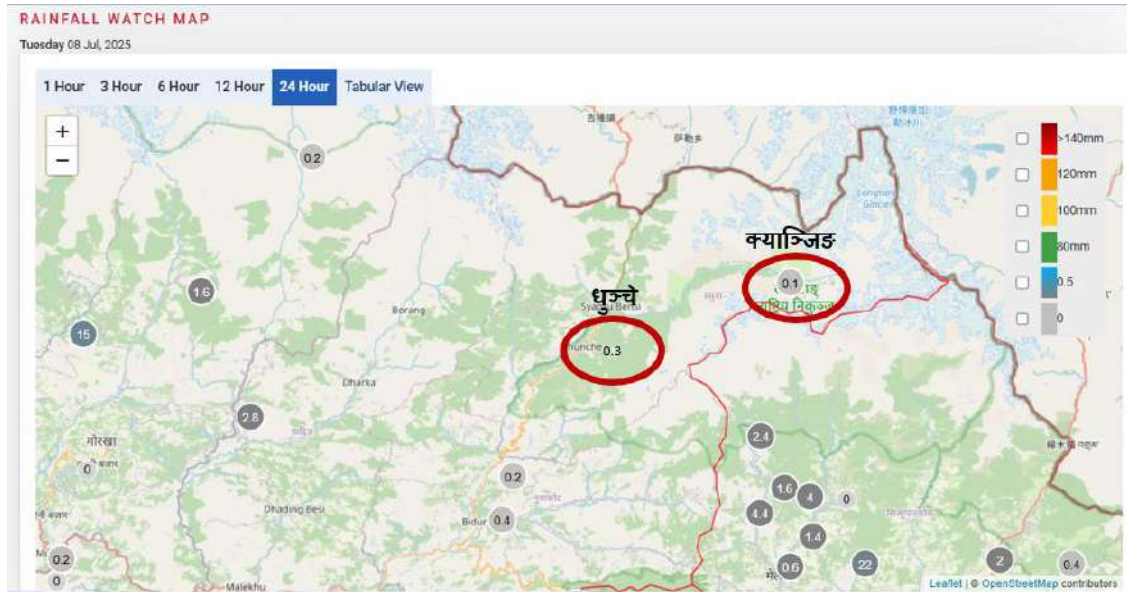 RAINFALL WATCH MAP
Tuesday 08 Jul, 2025
1 Hour 3 Hour 6 Hour 12 Hour 24 Hour Tabular View
+
−
>140mm
120mm
100mm
80mm
0.5
0
0.2
क्याञ्जिङ
0.1
धुञ्चे
Syapru Bensi
0.3
1.6
Borang
15
Dharka
2.8
गोरखा
0
2.4
0.2
1.6
4
0
Dhading Besi
Bidur
0.4
4.4
1.4
0.2
0
0.6
22
2
0.4
Malekhu
Leaflet | © OpenStreetMap contributors